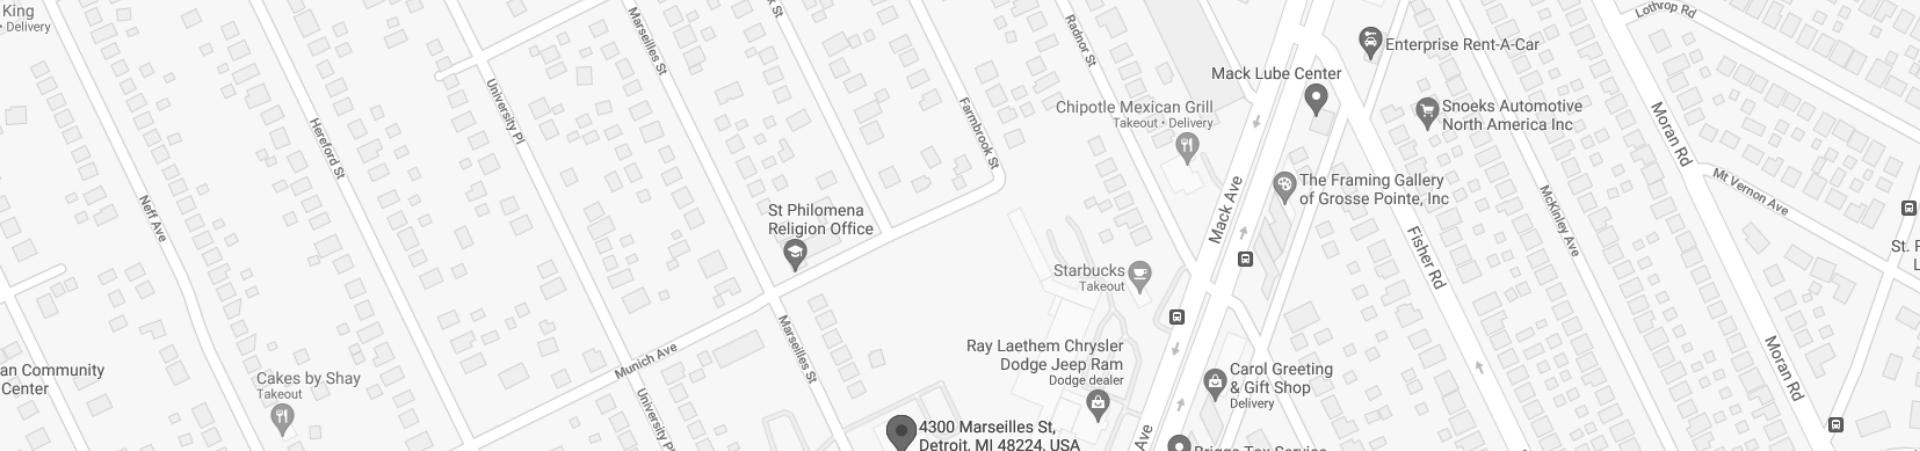 King
• Delivery
Marseilles St
k St
Radnor St
Lothrop Rd
Enterprise Rent-A-Car
Mack Lube Center
University Pl
Farmbrook St
Chipotle Mexican Grill
Takeout • Delivery
Snoeks Automotive
North America Inc
Hereford St
Moran Rd
Neff Ave
The Framing Gallery
of Grosse Pointe, Inc
Mt Vernon Ave
McKinley Ave
Mack Ave
St Philomena
Religion Office
Fisher Rd
Starbucks
Takeout
Munich Ave
Marseilles St
Ray Laethem Chrysler
Dodge Jeep Ram
Dodge dealer
Moran Rd
an Community
Center
Cakes by Shay
Takeout
Carol Greeting
& Gift Shop
Delivery
University Pl
4300 Marseilles St,
Detroit, MI 48224, USA
Ave